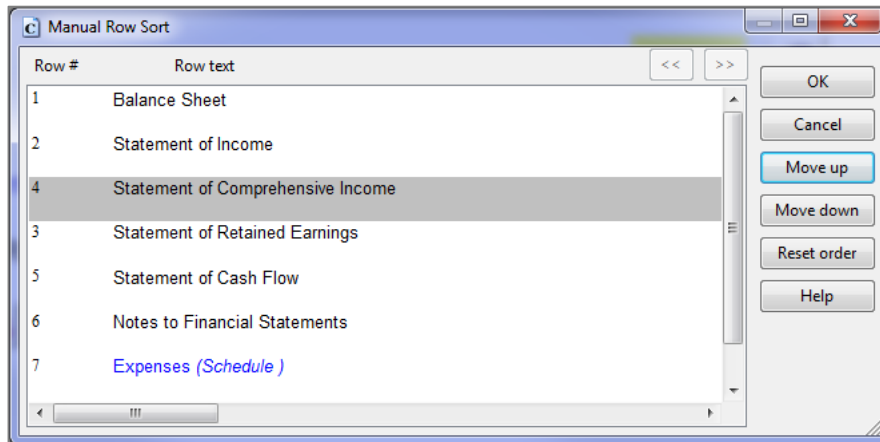 Manual Row Sort
Row # Row text << >>
OK
1 Balance Sheet
Cancel
2 Statement of Income
Move up
4 Statement of Comprehensive Income
Move down
3 Statement of Retained Earnings
Reset order
5 Statement of Cash Flow
Help
6 Notes to Financial Statements
7 Expenses (Schedule )